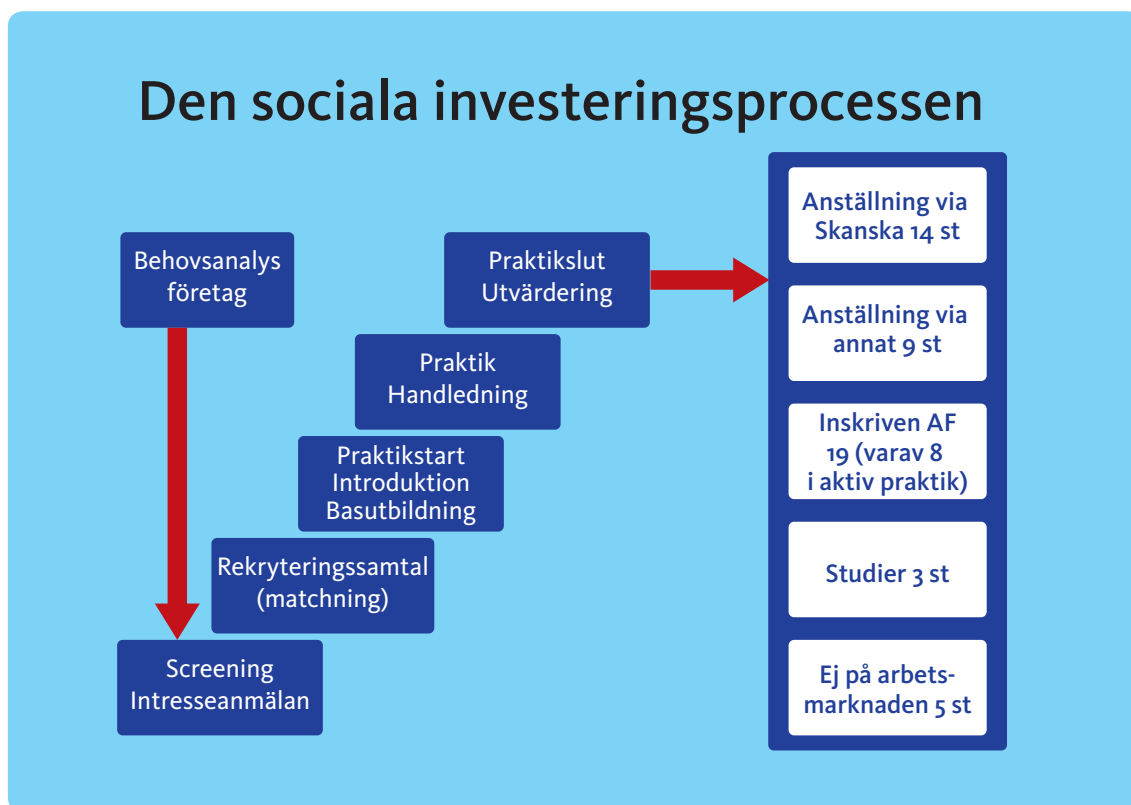 Den sociala investeringsprocessen
Behovsanalys
företag
Screening
Intresseanmälan
Rekryteringssamtal
(matchning)
Praktikstart
Introduktion
Basutbildning
Praktik
Handledning
Praktikslut
Utvärdering
Anställning via
Skanska 14 st
Anställning via
annat 9 st
Inskriven AF
19 (varav 8
i aktiv praktik)
Studier 3 st
Ej på arbets-
marknaden 5 st